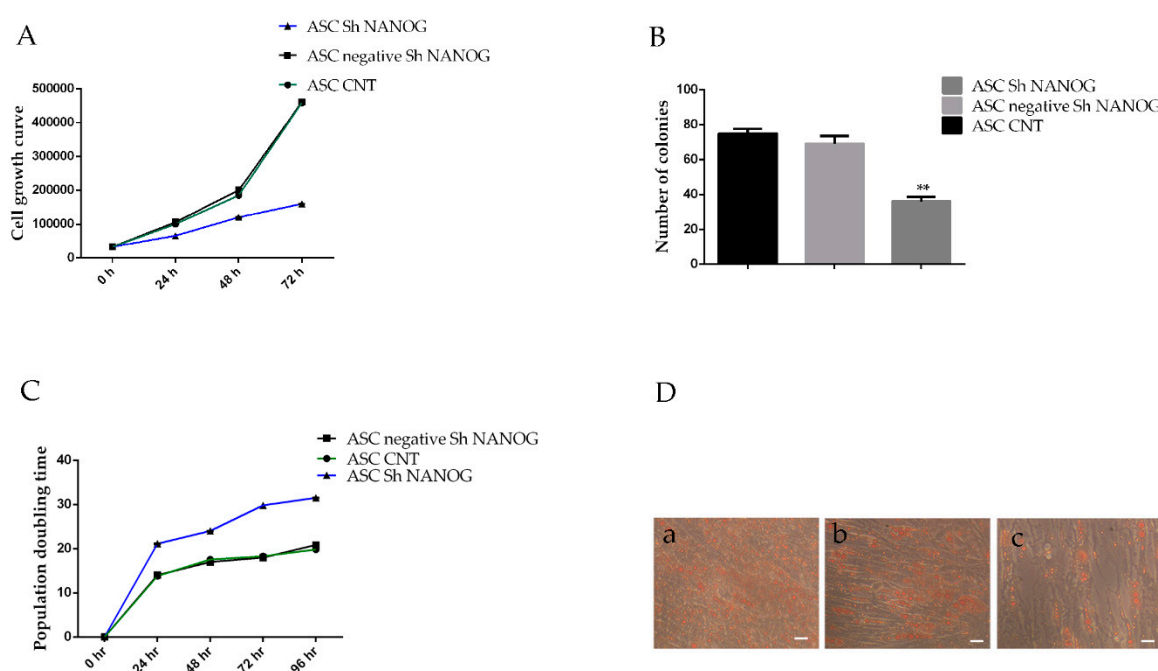 A
ASC Sh NANOG
ASC negative Sh NANOG
ASC CNT
Cell growth curve
500000
400000
300000
200000
100000
0
0 h
24 h
48 h
72 h
B
ASC Sh NANOG
ASC negative Sh NANOG
ASC CNT
Number of colonies
100
80
60
40
20
0
**
C
ASC negative Sh NANOG
ASC CNT
ASC Sh NANOG
Population doubling time
40
30
20
10
0
0 hr
24 hr
48 hr
72 hr
96 hr
D
a
b
c